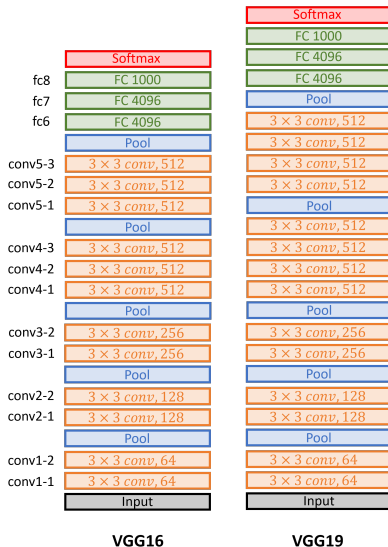 Softmax
fc8 FC 1000
fc7 FC 4096
fc6 FC 4096
Pool
conv5-3 3 × 3 conv, 512
conv5-2 3 × 3 conv, 512
conv5-1 3 × 3 conv, 512
Pool
conv4-3 3 × 3 conv, 512
conv4-2 3 × 3 conv, 512
conv4-1 3 × 3 conv, 512
Pool
conv3-2 3 × 3 conv, 256
conv3-1 3 × 3 conv, 256
Pool
conv2-2 3 × 3 conv, 128
conv2-1 3 × 3 conv, 128
Pool
conv1-2 3 × 3 conv, 64
conv1-1 3 × 3 conv, 64
Input
VGG16
Softmax
FC 1000
FC 4096
FC 4096
Pool
3 × 3 conv, 512
3 × 3 conv, 512
3 × 3 conv, 512
3 × 3 conv, 512
Pool
3 × 3 conv, 512
3 × 3 conv, 512
3 × 3 conv, 512
3 × 3 conv, 512
Pool
3 × 3 conv, 256
3 × 3 conv, 256
Pool
3 × 3 conv, 128
3 × 3 conv, 128
Pool
3 × 3 conv, 64
3 × 3 conv, 64
Input
VGG19